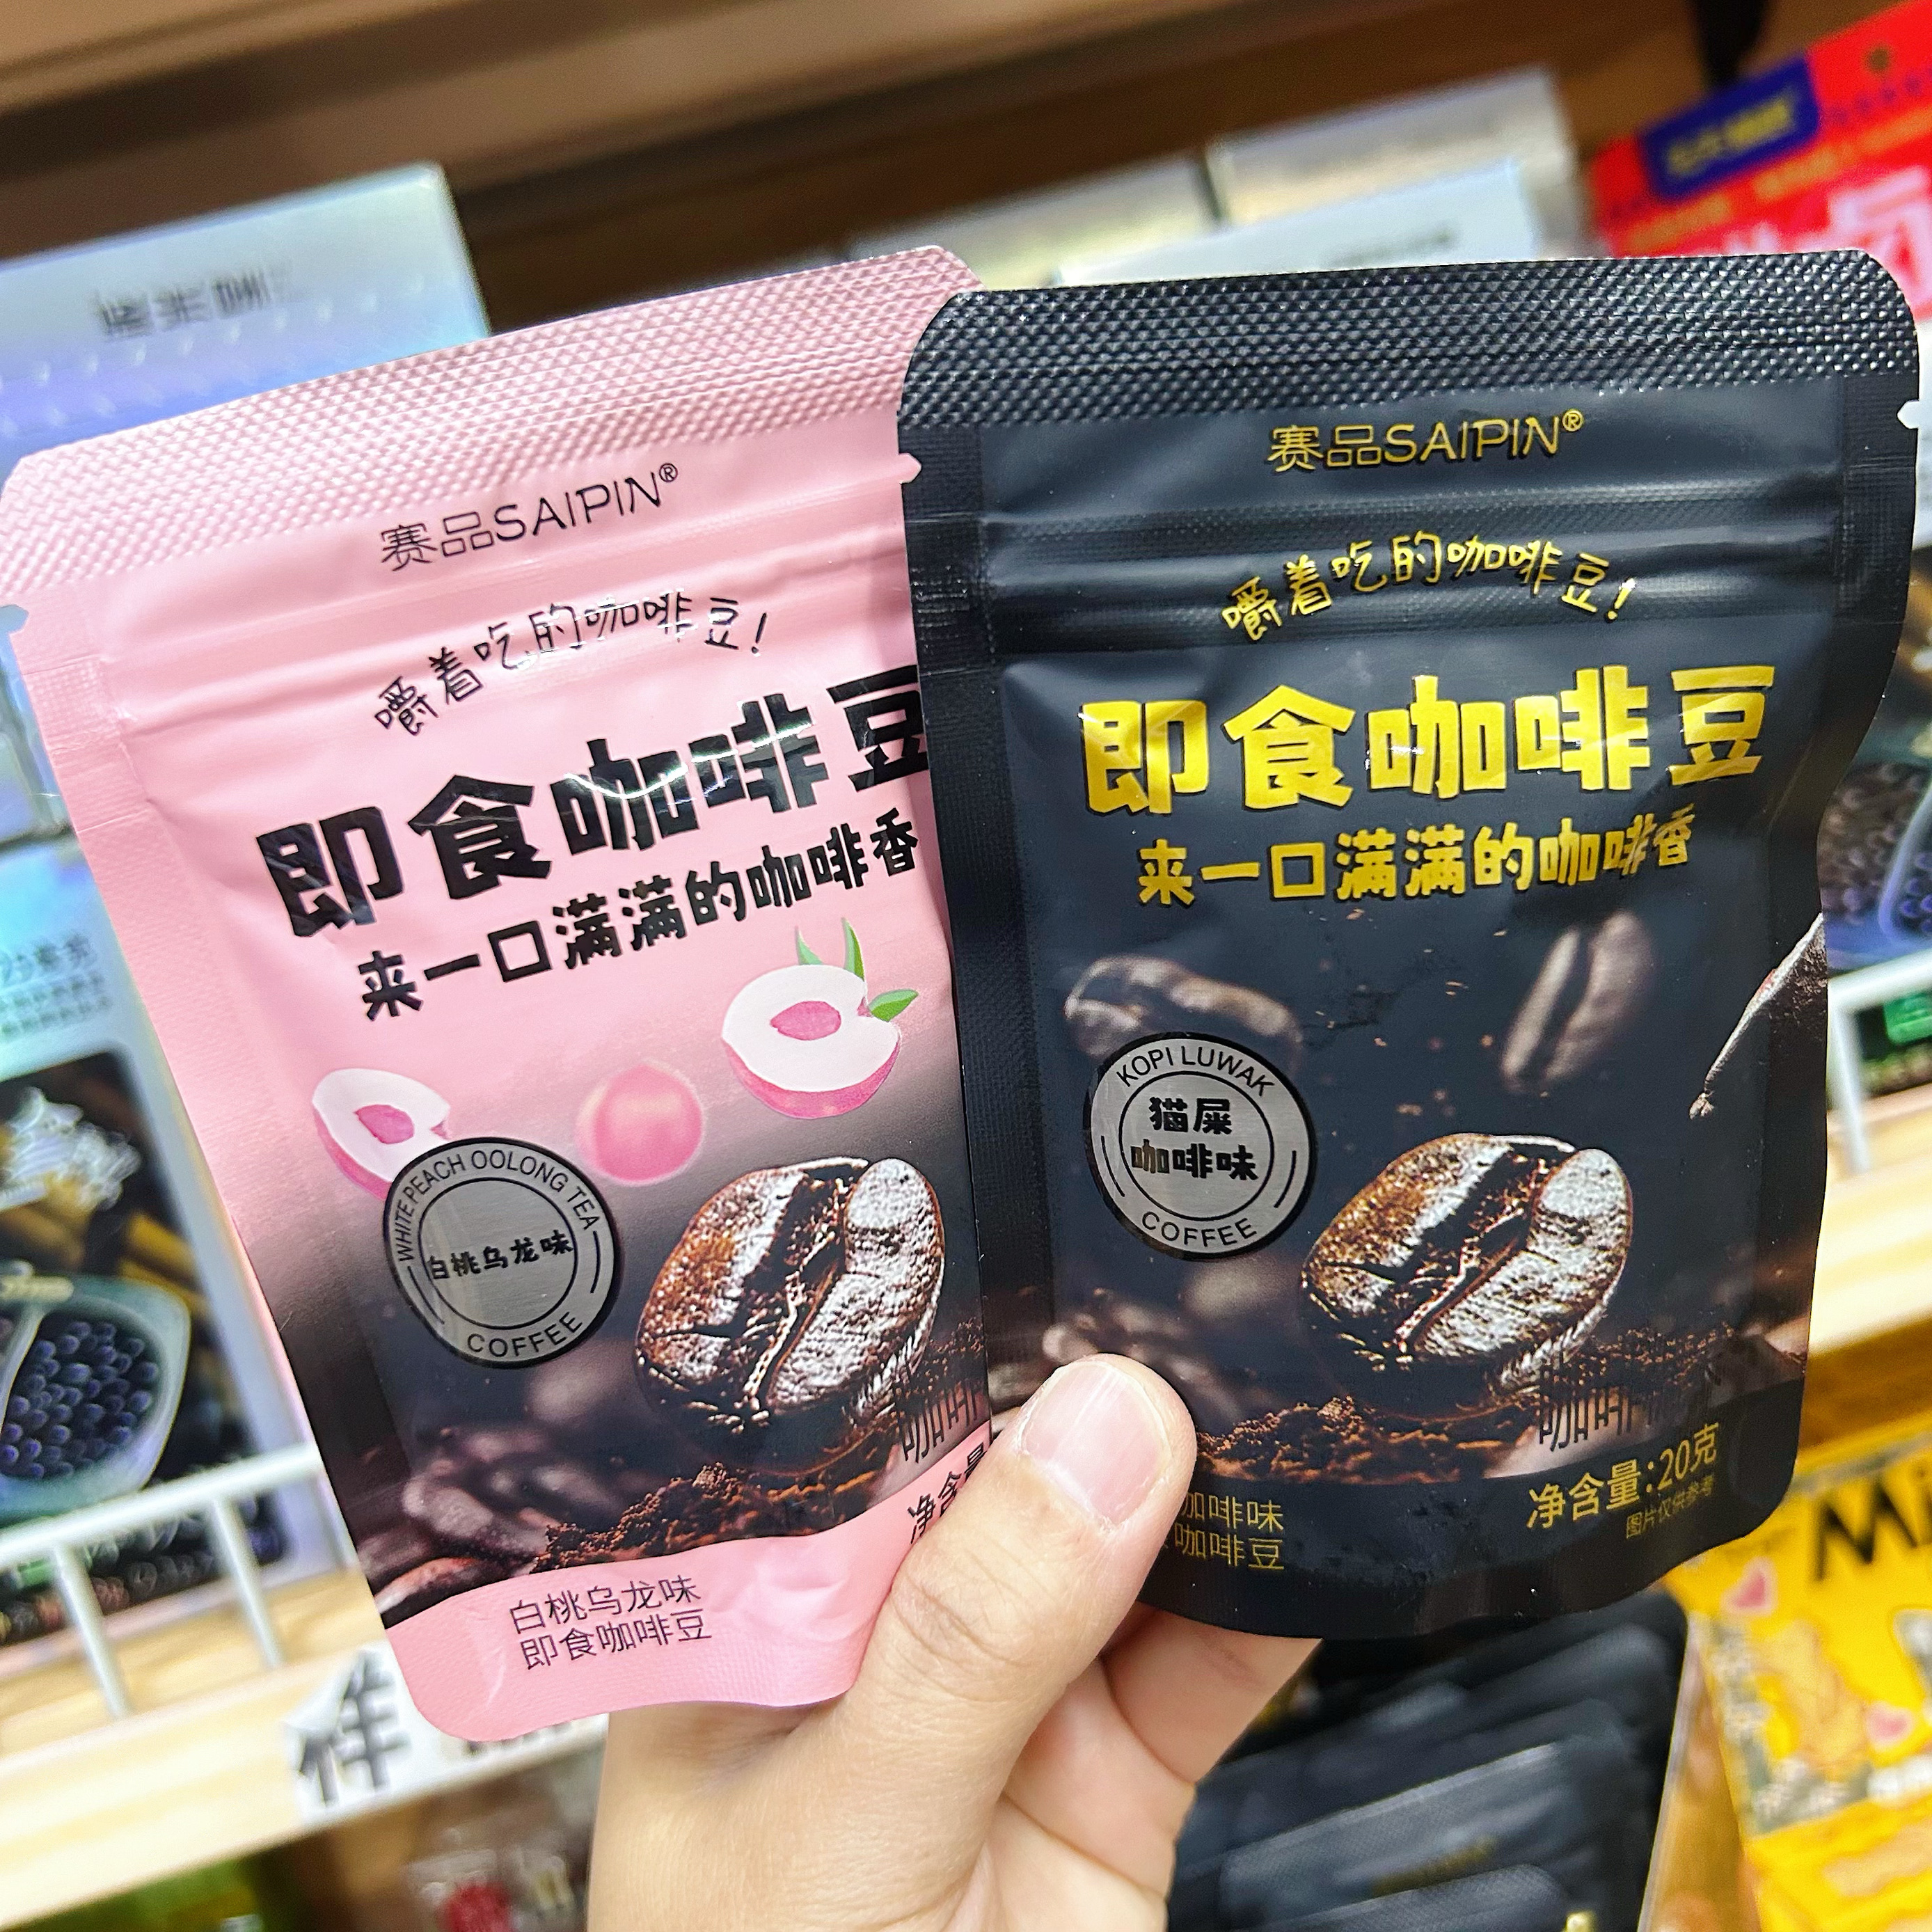 赛品SAIPIN®
嚼着吃的咖啡豆!
即食咖啡豆
来一口满满的咖啡香
WHITE PEACH OOLONG TEA
白桃乌龙味
COFFEE
净含量
白桃乌龙味
即食咖啡豆
赛品SAIPIN®
嚼着吃的咖啡豆!
即食咖啡豆
来一口满满的咖啡香
KOPI LUWAK
猫屎
咖啡味
COFFEE
咖啡味
咖啡豆
净含量:20克
图片仅供参考
件